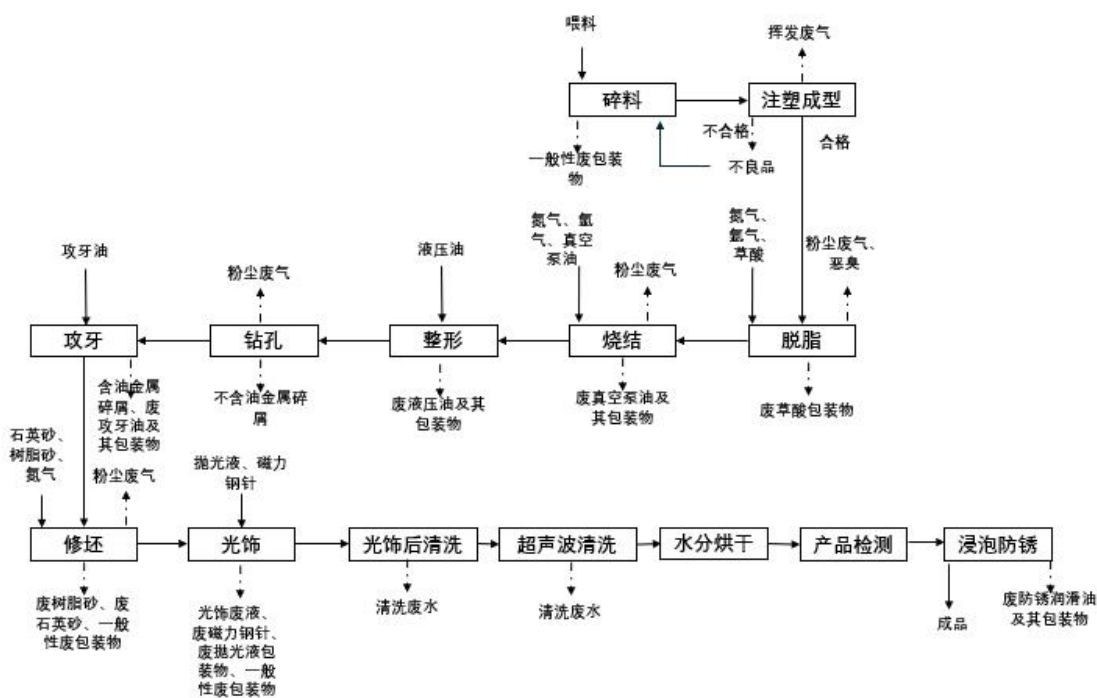 喂料
挥发废气
碎料
注塑成型
不合格
合格
一般性废包装
物
不良品
氮气、氩
气、真空
泵油
氮气、
氩气、
草酸
粉尘废气、
恶臭
攻牙油
粉尘废气
液压油
粉尘废气
攻牙
钻孔
整形
烧结
脱脂
含油金属
碎屑、废
攻牙油及
其包装物
不含油金属碎
屑
废液压油及其
包装物
废真空泵油及
其包装物
废草酸包装物
石英砂、
树脂砂、
氮气
粉尘废气
抛光液、磁力
钢针
修坯
光饰
光饰后清洗
超声波清洗
水分烘干
产品检测
浸泡防锈
废树脂砂、废
石英砂、一般
性废包装物
光饰废液、
废磁力钢针、
废抛光液包
装物、一般
性废包装物
清洗废水
清洗废水
成品
废防锈润滑油
及其包装物